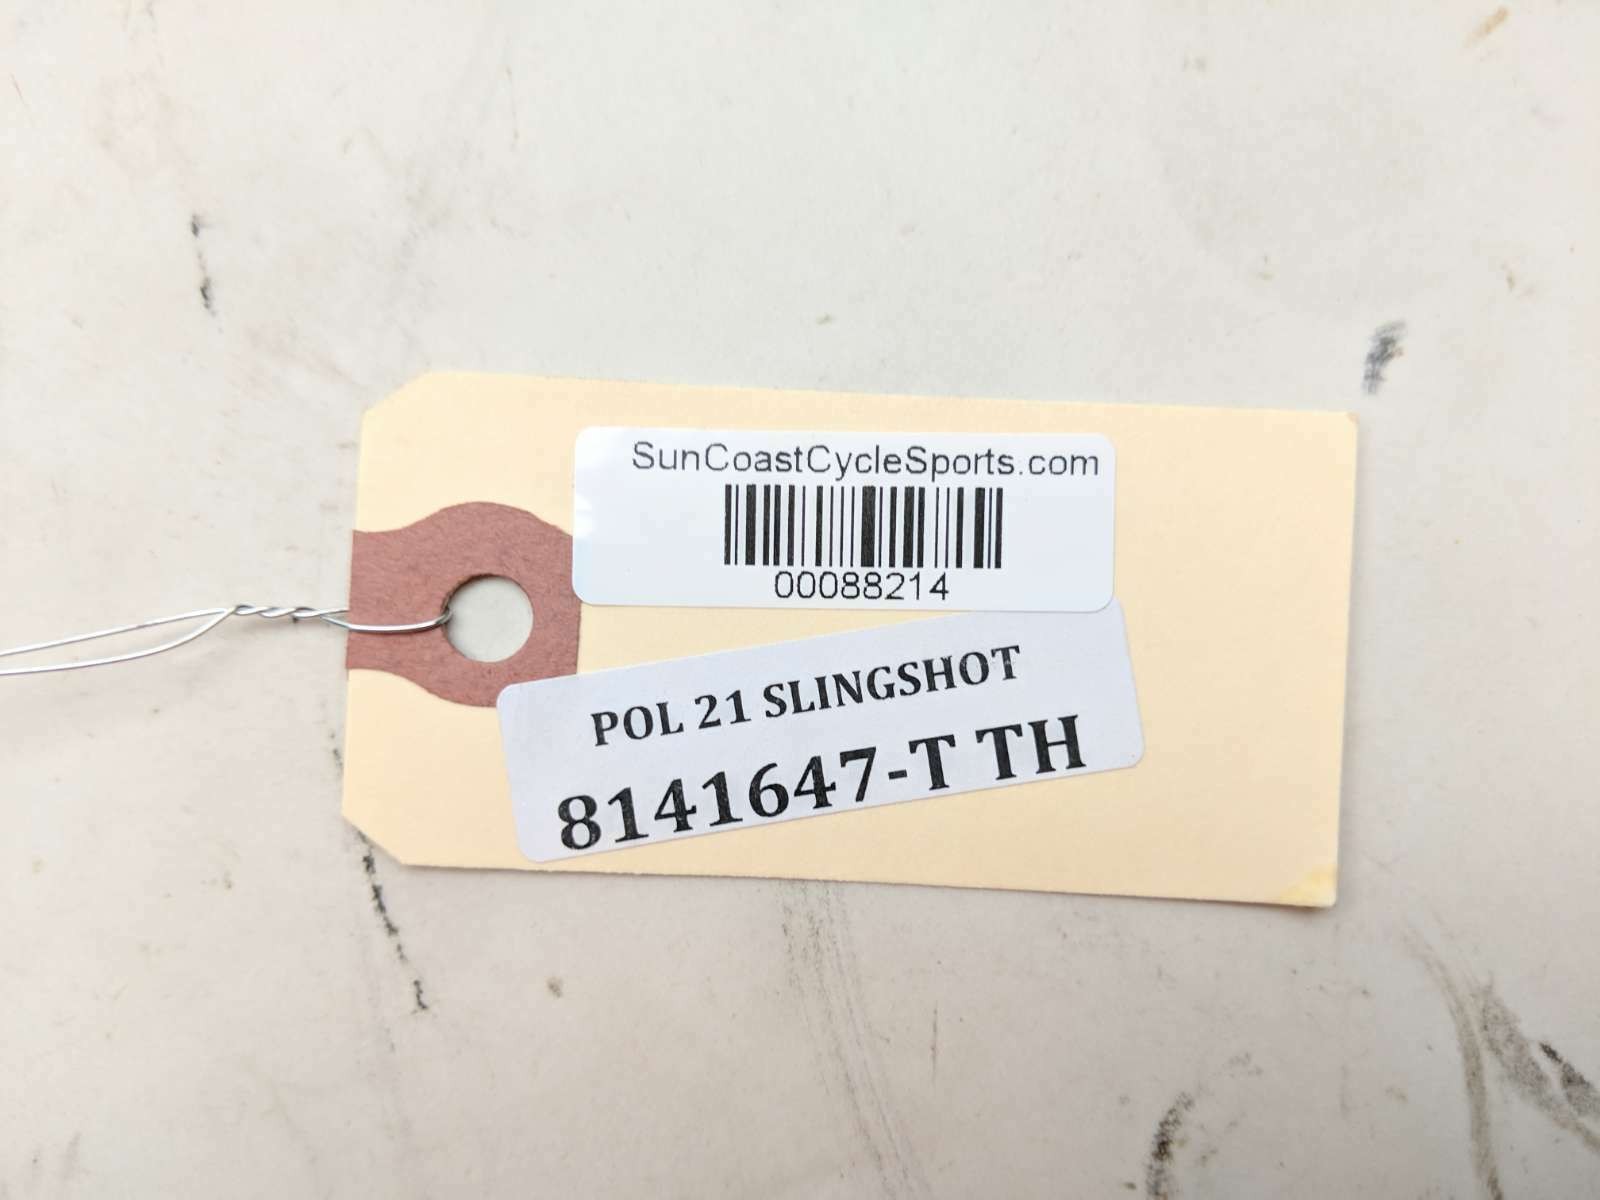 SunCoastCycleSports.com
00088214
POL 21 SLINGSHOT
8141647-T TH